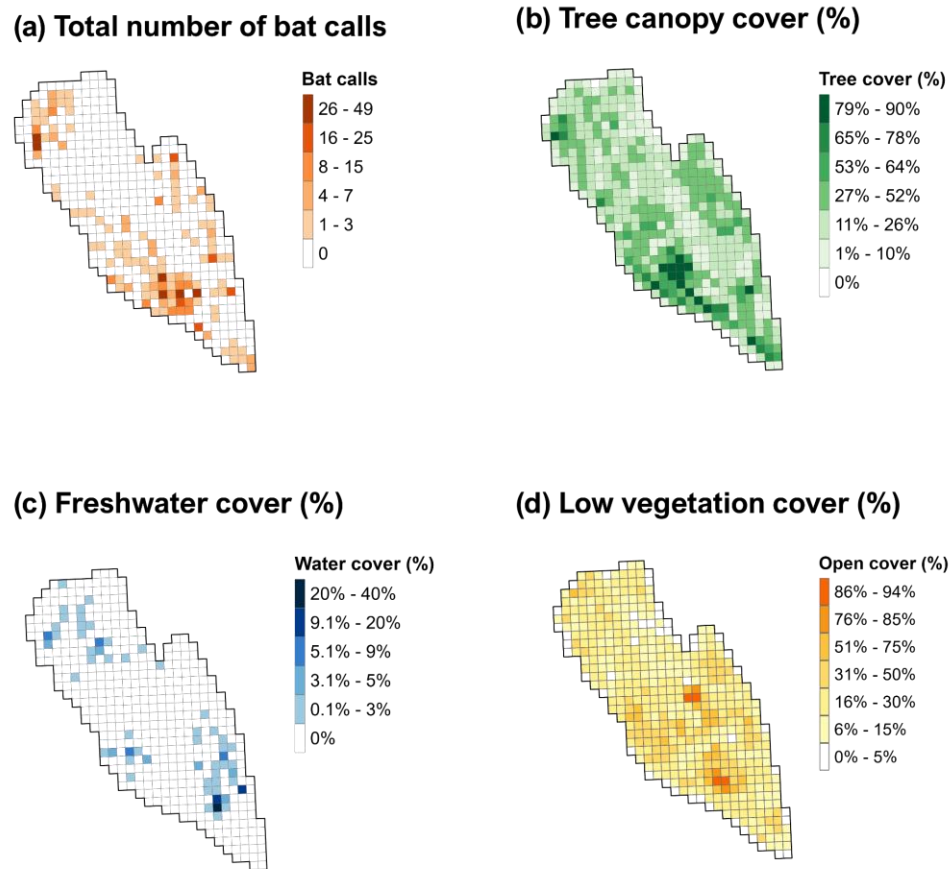 (a) Total number of bat calls
Bat calls
26 - 49
16 - 25
8 - 15
4 - 7
1 - 3
0
(b) Tree canopy cover (%)
Tree cover (%)
79% - 90%
65% - 78%
53% - 64%
27% - 52%
11% - 26%
1% - 10%
0%
(c) Freshwater cover (%)
Water cover (%)
20% - 40%
9.1% - 20%
5.1% - 9%
3.1% - 5%
0.1% - 3%
0%
(d) Low vegetation cover (%)
Open cover (%)
86% - 94%
76% - 85%
51% - 75%
31% - 50%
16% - 30%
6% - 15%
0% - 5%